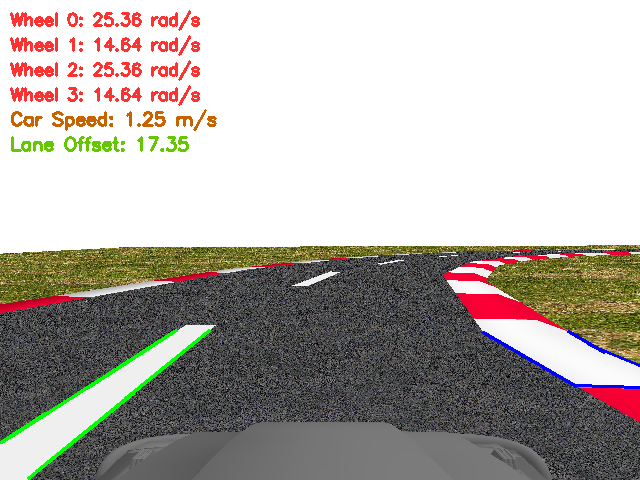 Wheel 0: 25.36 rad/s
Wheel 1: 14.64 rad/s
Wheel 2: 25.36 rad/s
Wheel 3: 14.64 rad/s
Car Speed: 1.25 m/s
Lane Offset: 17.35